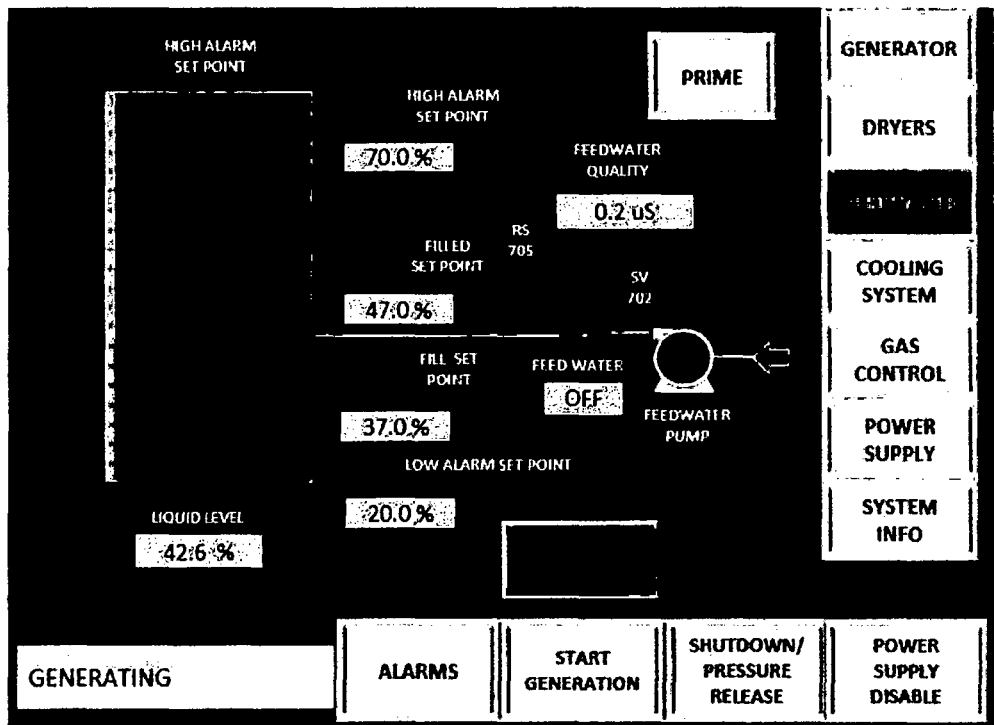 HIGH ALARM
SET POINT
HIGH ALARM
SET POINT
70.0 %
PRIME
FEEDWATER
QUALITY
0.2 uS
RS
705
FILLED
SET POINT
47.0 %
SV
702
FILL SET
POINT
37.0 %
FEED WATER
OFF
FEEDWATER
PUMP
LOW ALARM SET POINT
20.0 %
LIQUID LEVEL
42.6 %
GENERATOR
DRYERS
COOLING
SYSTEM
GAS
CONTROL
POWER
SUPPLY
SYSTEM
INFO
GENERATING
ALARMS
START
GENERATION
SHUTDOWN/
PRESSURE
RELEASE
POWER
SUPPLY
DISABLE